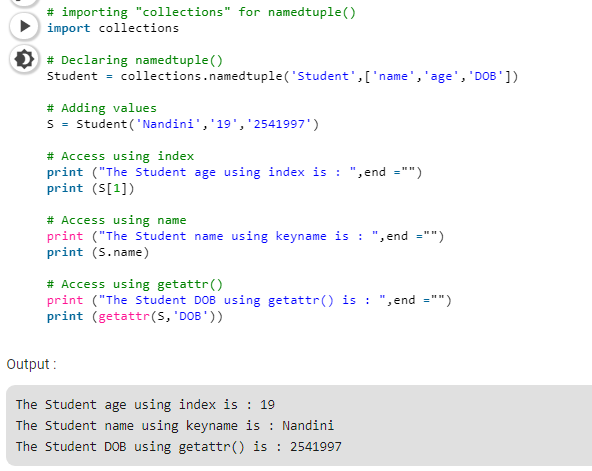 # importing "collections" for namedtuple()
import collections
# Declaring namedtuple()
Student = collections.namedtuple('Student',['name','age','DOB'])
# Adding values
S = Student('Nandini','19','2541997')
# Access using index
print ("The Student age using index is : ",end ="")
print (S[1])
# Access using name
print ("The Student name using keyname is : ",end ="")
print (S.name)
# Access using getattr()
print ("The Student DOB using getattr() is : ",end ="")
print (getattr(S,'DOB'))
Output :
The Student age using index is : 19
The Student name using keyname is : Nandini
The Student DOB using getattr() is : 2541997